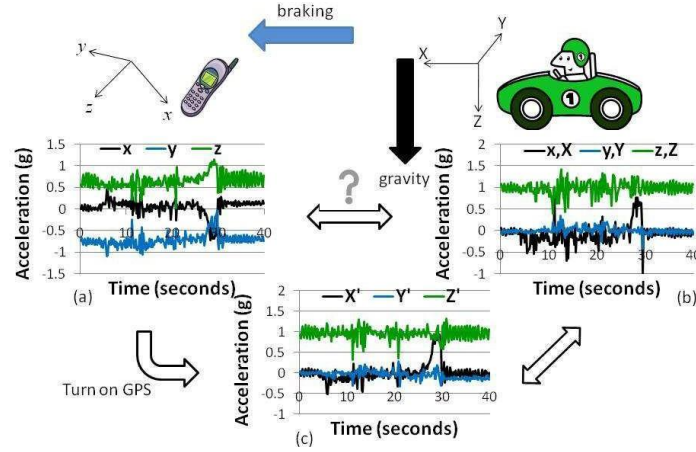 braking
y
z
x
X
Y
Z
1
1
gravity
?
x y z
Acceleration (g)
1.5
1
0.5
0
-0.5
-1
-1.5
0 10 20 30 40
(a) Time (seconds)
x,X y,Y z,Z
Acceleration (g)
2
1.5
1
0.5
0
-0.5
-1
0 10 20 30 40
Time (seconds) (b)
Turn on GPS
X' Y' Z'
Acceleration (g)
2
1.5
1
0.5
0
-0.5
-1
0 10 20 30 40
Time (seconds)
(c)